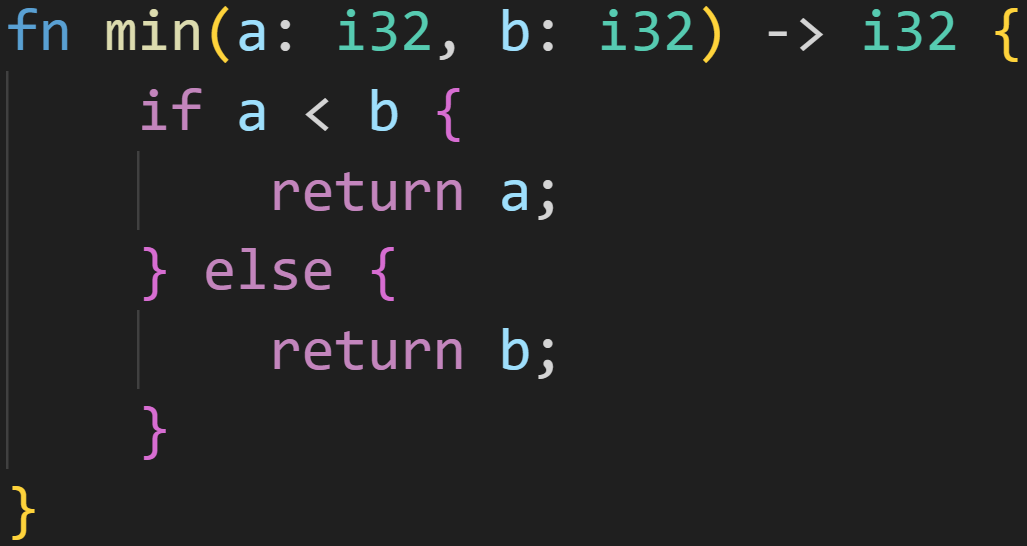 fn min(a: i32, b: i32) -> i32 {
    if a < b {
        return a;
    } else {
        return b;
    }
}